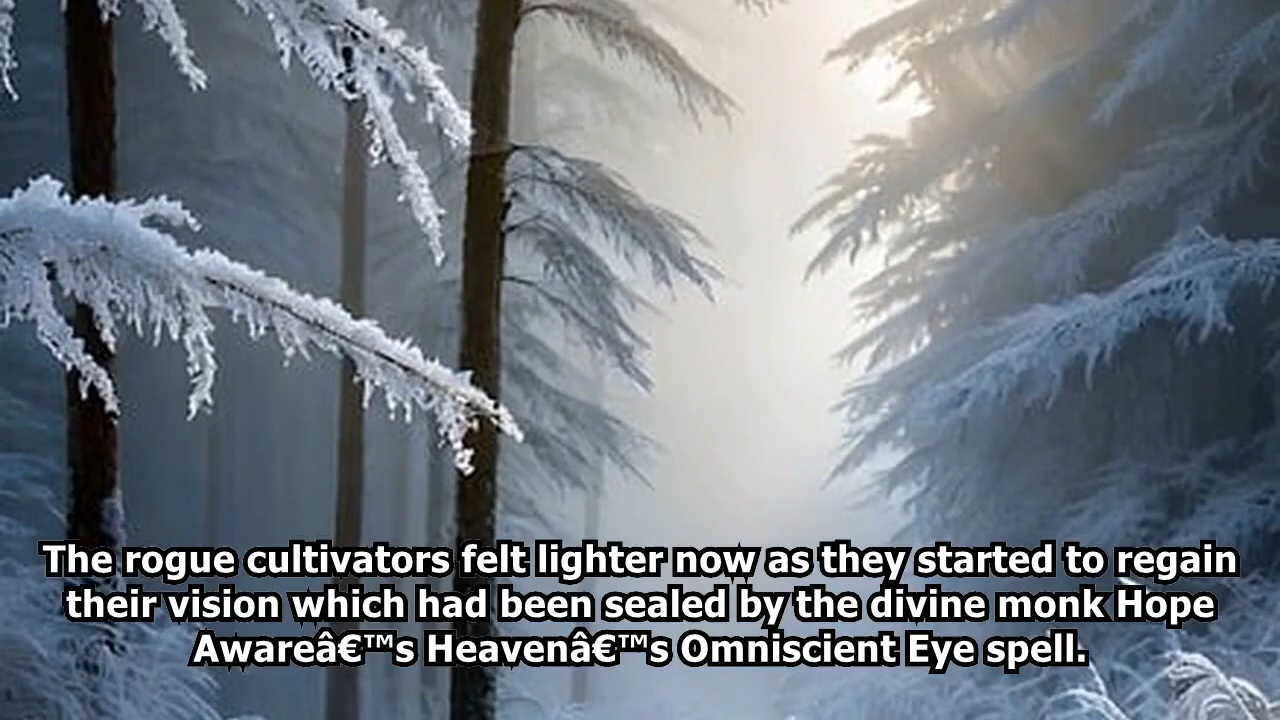 The rogue cultivators felt lighter now as they started to regain
their vision which had been sealed by the divine monk Hope
Awareâ€™s Heavenâ€™s Omniscient Eye spell.